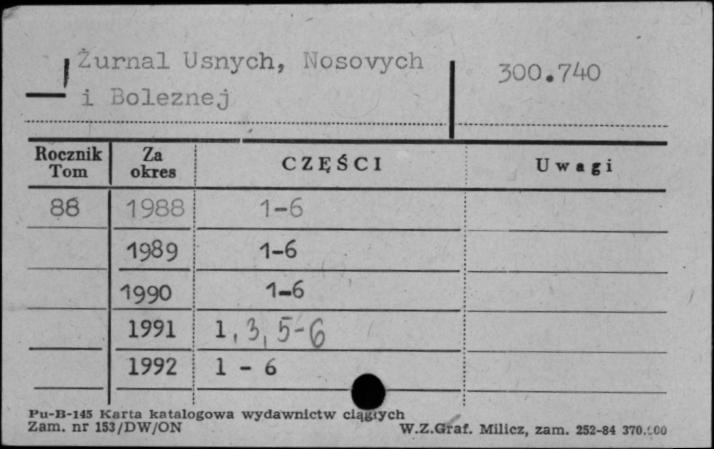 Żurnal Usnych, Nosovych
i Boleznej
300.740
Rocznik Tom Za okres CZĘŚCI Uwagi
88 1988 1-6
1989 1-6
1990 1-6
1991 1, 3, 5-6
1992 1 - 6
Pu-B-145 Karta katalogowa wydawnictw ciągłych
Zam. nr 153/DW/ON W.Z.Graf. Milicz, zam. 252-84